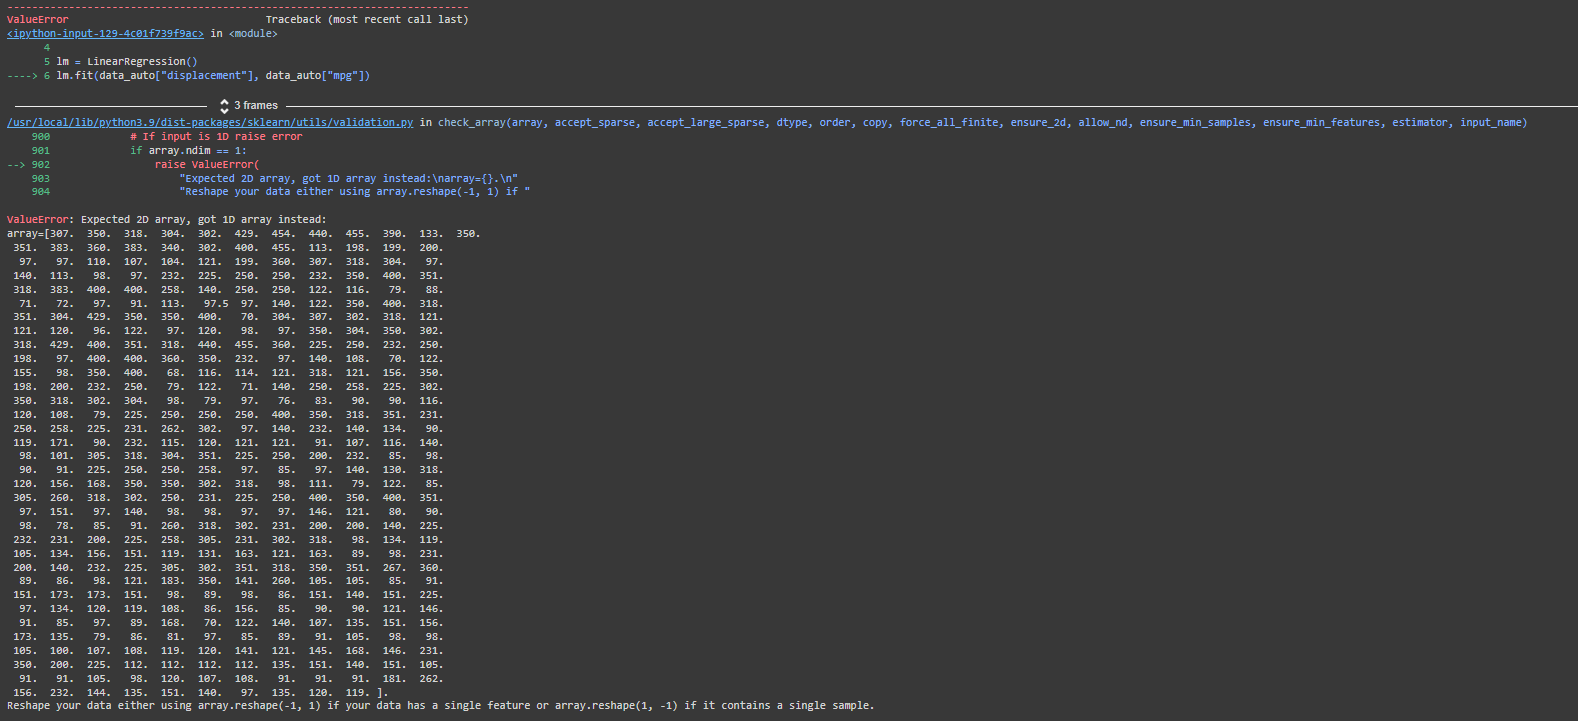 ---------------------------------------------------------------------------
ValueError                                Traceback (most recent call last)
<ipython-input-129-4c01f739f9ac> in <module>
      4 
      5 lm = LinearRegression()
----> 6 lm.fit(data_auto["displacement"], data_auto["mpg"])
3 frames
/usr/local/lib/python3.9/dist-packages/sklearn/utils/validation.py in check_array(array, accept_sparse, accept_large_sparse, dtype, order, copy, force_all_finite, ensure_2d, allow_nd, ensure_min_samples, ensure_min_features, estimator, input_name)
    900             # If input is 1D raise error
    901             if array.ndim == 1:
--> 902                 raise ValueError(
    903                     "Expected 2D array, got 1D array instead:\narray={}.\n"
    904                     "Reshape your data either using array.reshape(-1, 1) if "
ValueError: Expected 2D array, got 1D array instead:
array=[307.  350.  318.  304.  302.  429.  454.  440.  455.  390.  133.  350.
 351.  383.  360.  383.  340.  302.  400.  455.  113.  198.  199.  200.
  97.   97.  110.  107.  104.  121.  199.  360.  307.  318.  304.   97.
 140.  113.   98.   97.  232.  225.  250.  250.  232.  350.  400.  351.
 318.  383.  400.  400.  258.  140.  250.  250.  122.  116.   79.   88.
  71.   72.   97.   91.  113.   97.5  97.  140.  122.  350.  400.  318.
 351.  304.  429.  350.  350.  400.   70.  304.  307.  302.  318.  121.
 121.  120.   96.  122.   97.  120.   98.   97.  350.  304.  350.  302.
 318.  429.  400.  351.  318.  440.  455.  360.  225.  250.  232.  250.
 198.   97.  400.  400.  360.  350.  232.   97.  140.  108.   70.  122.
 155.   98.  350.  400.   68.  116.  114.  121.  318.  121.  156.  350.
 198.  200.  232.  250.   79.  122.   71.  140.  250.  258.  225.  302.
 350.  318.  302.  304.   98.   79.   97.   76.   83.   90.   90.  116.
 120.  108.   79.  225.  250.  250.  250.  400.  350.  318.  351.  231.
 250.  258.  225.  231.  262.  302.   97.  140.  232.  140.  134.   90.
 119.  171.   90.  232.  115.  120.  121.  121.   91.  107.  116.  140.
  98.  101.  305.  318.  304.  351.  225.  250.  200.  232.   85.   98.
  90.   91.  225.  250.  250.  258.   97.   85.   97.  140.  130.  318.
 120.  156.  168.  350.  350.  302.  318.   98.  111.   79.  122.   85.
 305.  260.  318.  302.  250.  231.  225.  250.  400.  350.  400.  351.
  97.  151.   97.  140.   98.   98.   97.   97.  146.  121.   80.   90.
  98.   78.   85.   91.  260.  318.  302.  231.  200.  200.  140.  225.
 232.  231.  200.  225.  258.  305.  231.  302.  318.   98.  134.  119.
 105.  134.  156.  151.  119.  131.  163.  121.  163.   89.   98.  231.
 200.  140.  232.  225.  305.  302.  351.  318.  350.  351.  267.  360.
  89.   86.   98.  121.  183.  350.  141.  260.  105.  105.   85.   91.
 151.  173.  173.  151.   98.   89.   98.   86.  151.  140.  151.  225.
  97.  134.  120.  119.  108.   86.  156.   85.   90.   90.  121.  146.
  91.   85.   97.   89.  168.   70.  122.  140.  107.  135.  151.  156.
 173.  135.   79.   86.   81.   97.   85.   89.   91.  105.   98.   98.
 105.  100.  107.  108.  119.  120.  141.  121.  145.  168.  146.  231.
 350.  200.  225.  112.  112.  112.  112.  135.  151.  140.  151.  105.
  91.   91.  105.   98.  120.  107.  108.   91.   91.   91.  181.  262.
 156.  232.  144.  135.  151.  140.   97.  135.  120.  119. ].
Reshape your data either using array.reshape(-1, 1) if your data has a single feature or array.reshape(1, -1) if it contains a single sample.